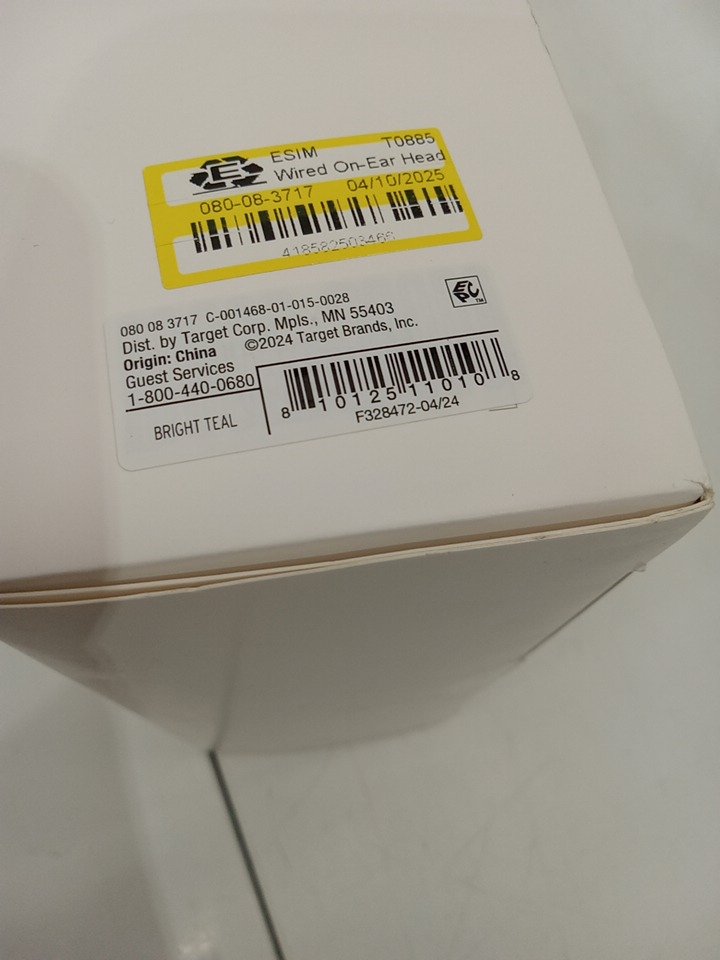 ESIM T0885
Wired On-Ear Head
080-08-3717 04/10/2025
E
080 08 3717 C-001468-01-015-0028
Dist. by Target Corp. Mpls., MN 55403
Origin: China ©2024 Target Brands, Inc.
Guest Services
1-800-440-0680
EPC™
BRIGHT TEAL
8 10125 11010 8
F328472-04/24